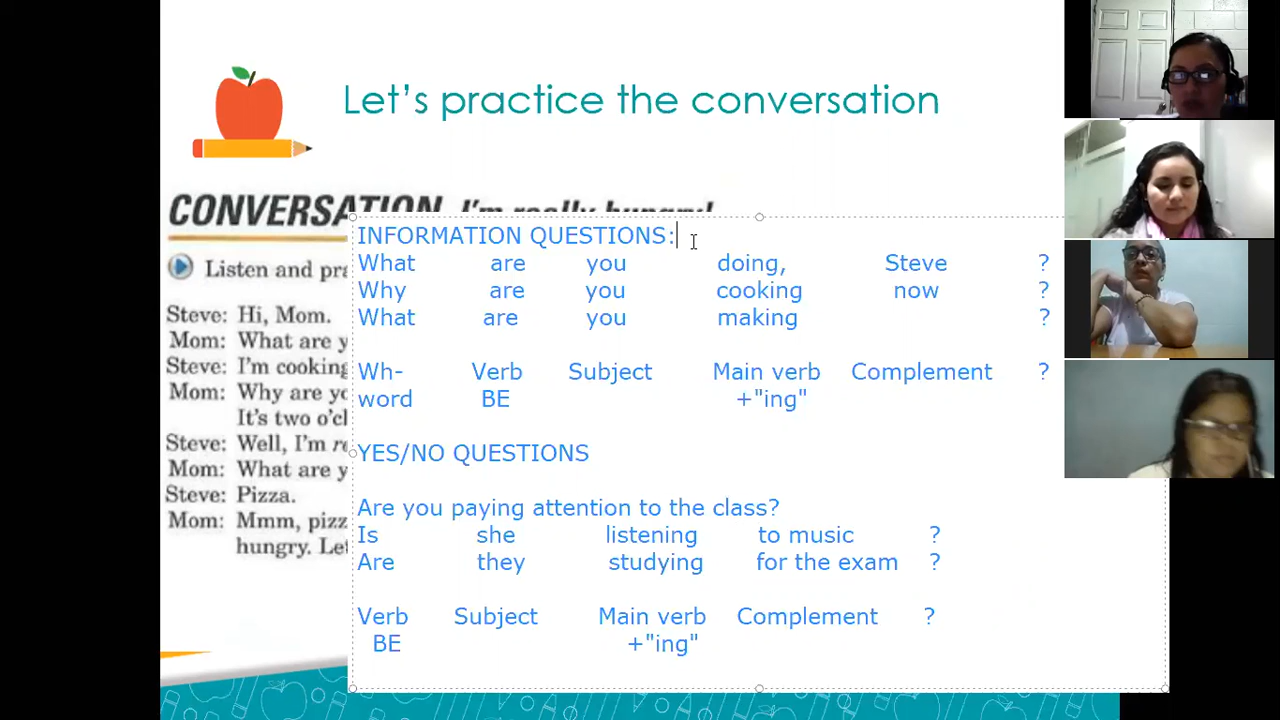 Let's practice the conversation
CONVERSATION I'm really hungry!
Listen and pra
Steve: Hi, Mom.
Mom: What are y
Steve: I'm cooking
Mom: Why are yo
It's two o'cl
Steve: Well, I'm re
Mom: What are y
Steve: Pizza.
Mom: Mmm, pizz
hungry. Let
INFORMATION QUESTIONS:
What are you doing, Steve ?
Why are you cooking now ?
What are you making ?
Wh- Verb Subject Main verb Complement ?
word BE +"ing"
YES/NO QUESTIONS
Are you paying attention to the class?
Is she listening to music ?
Are they studying for the exam ?
Verb Subject Main verb Complement ?
BE +"ing"